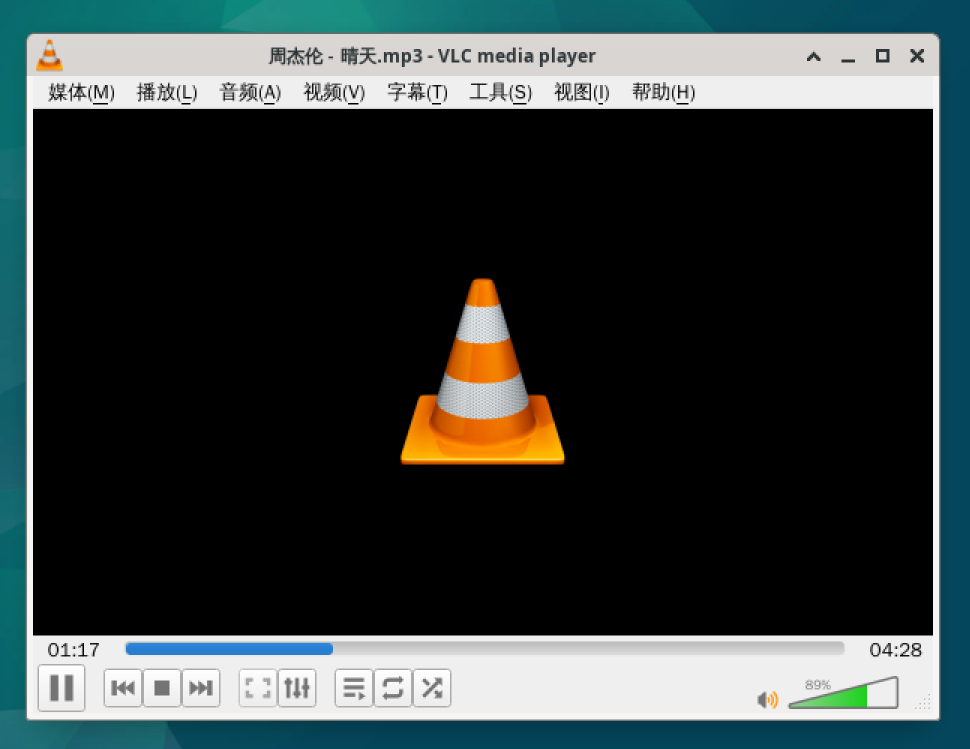 周杰伦 - 晴天.mp3 - VLC media player
媒体(M) 播放(L) 音频(A) 视频(V) 字幕(T) 工具(S) 视图(I) 帮助(H)
01:17 04:28
89%